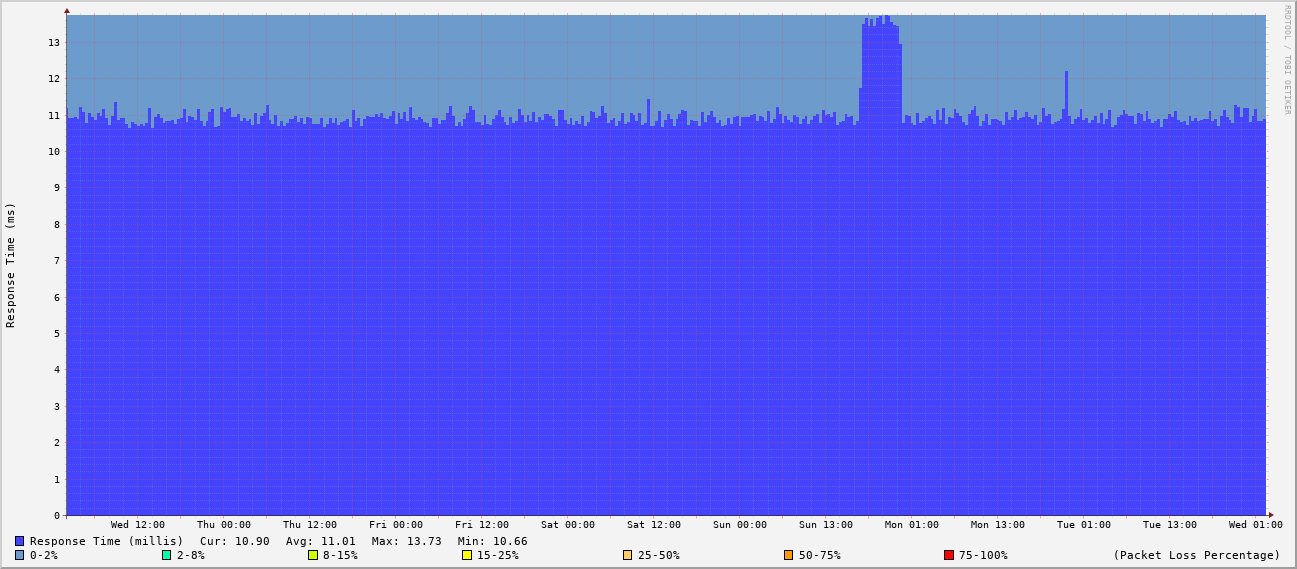 RRDTOOL / TOBI OETIKER
Response Time (ms)
13
12
11
10
9
8
7
6
5
4
3
2
1
0
Wed 12:00 Thu 00:00 Thu 12:00 Fri 00:00 Fri 12:00 Sat 00:00 Sat 12:00 Sun 00:00 Sun 13:00 Mon 01:00 Mon 13:00 Tue 01:00 Tue 13:00 Wed 01:00
Response Time (millis) Cur: 10.90 Avg: 11.01 Max: 13.73 Min: 10.66
0-2% 2-8% 8-15% 15-25% 25-50% 50-75% 75-100% (Packet Loss Percentage)